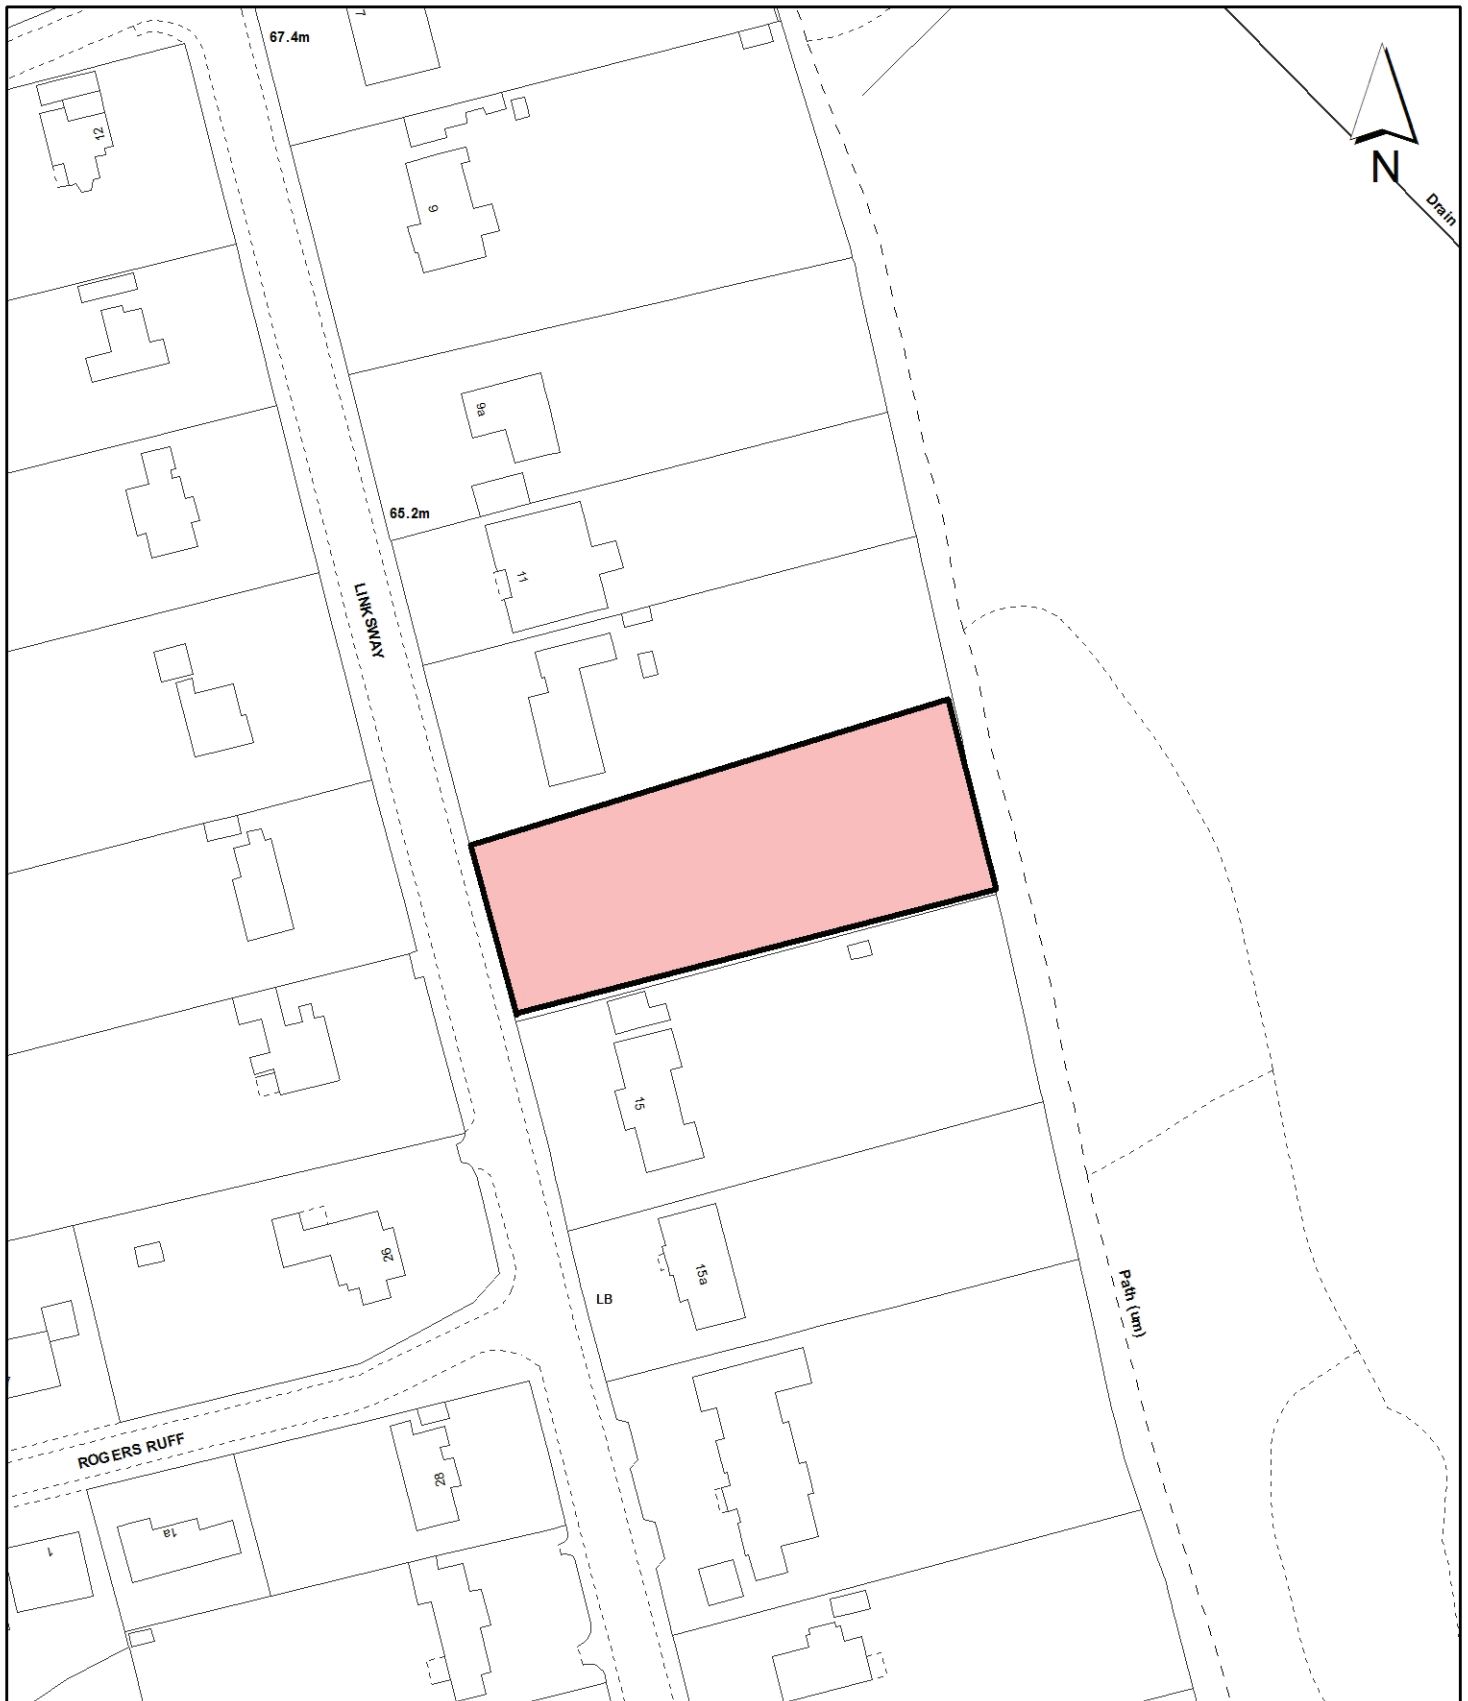 67.4m
7
12
N
Drain
9
9a
65.2m
11
LINKSWAY
15
26
15a
LB
Path (um)
ROGERS RUFF
28
1a
1